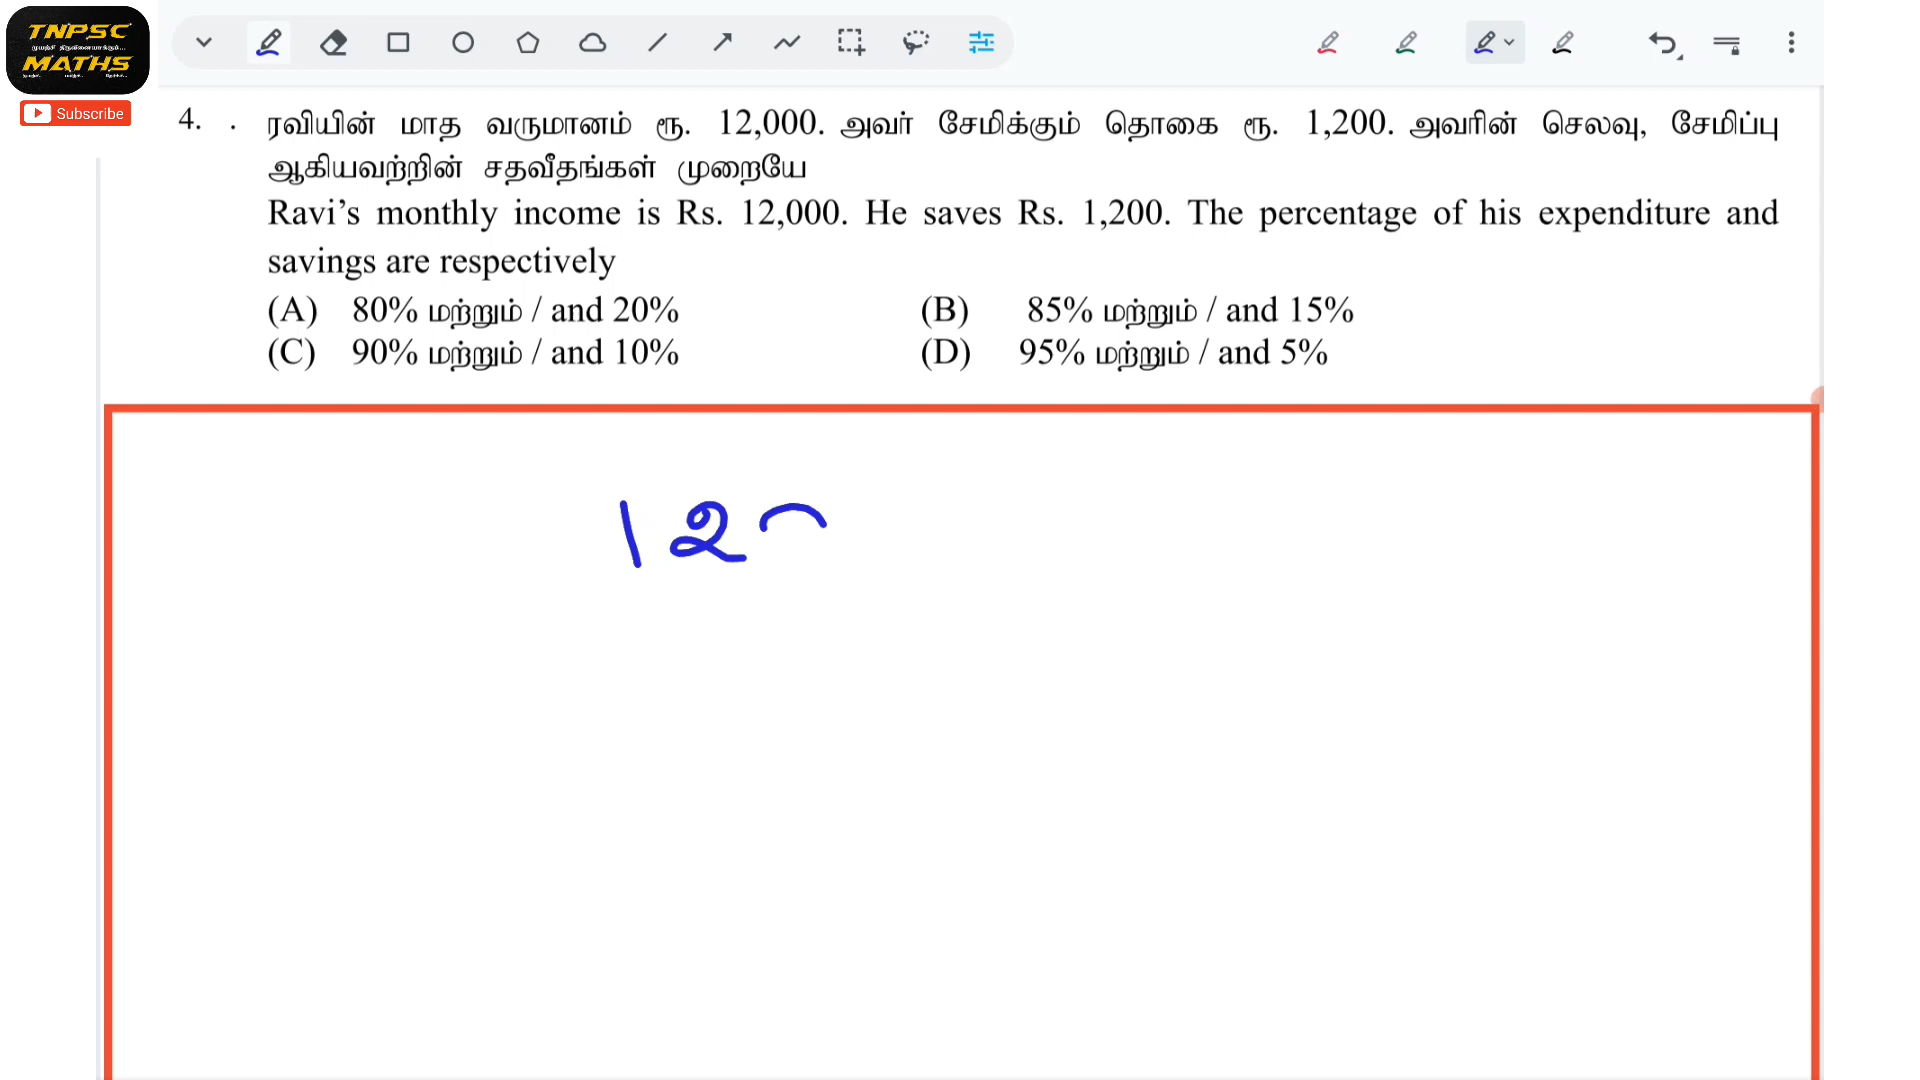 TNPSC
முயற்சி திருவினையாக்கும்...
MATHS
Subscribe
4. . ரவியின் மாத வருமானம் ரூ. 12,000. அவர் சேமிக்கும் தொகை ரூ. 1,200. அவரின் செலவு, சேமிப்பு
ஆகியவற்றின் சதவீதங்கள் முறையே
Ravi’s monthly income is Rs. 12,000. He saves Rs. 1,200. The percentage of his expenditure and
savings are respectively
(A) 80% மற்றும் / and 20% (B) 85% மற்றும் / and 15%
(C) 90% மற்றும் / and 10% (D) 95% மற்றும் / and 5%
12